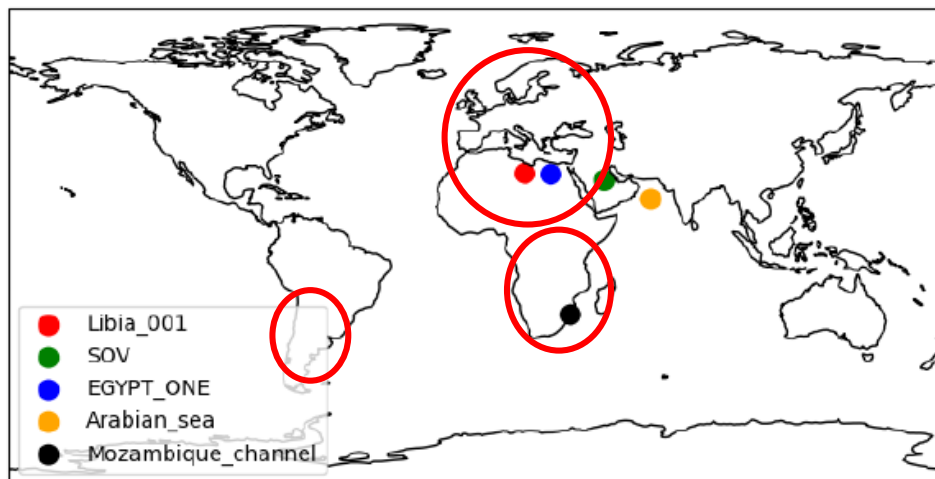 Libia_001
SOV
EGYPT_ONE
Arabian_sea
Mozambique_channel